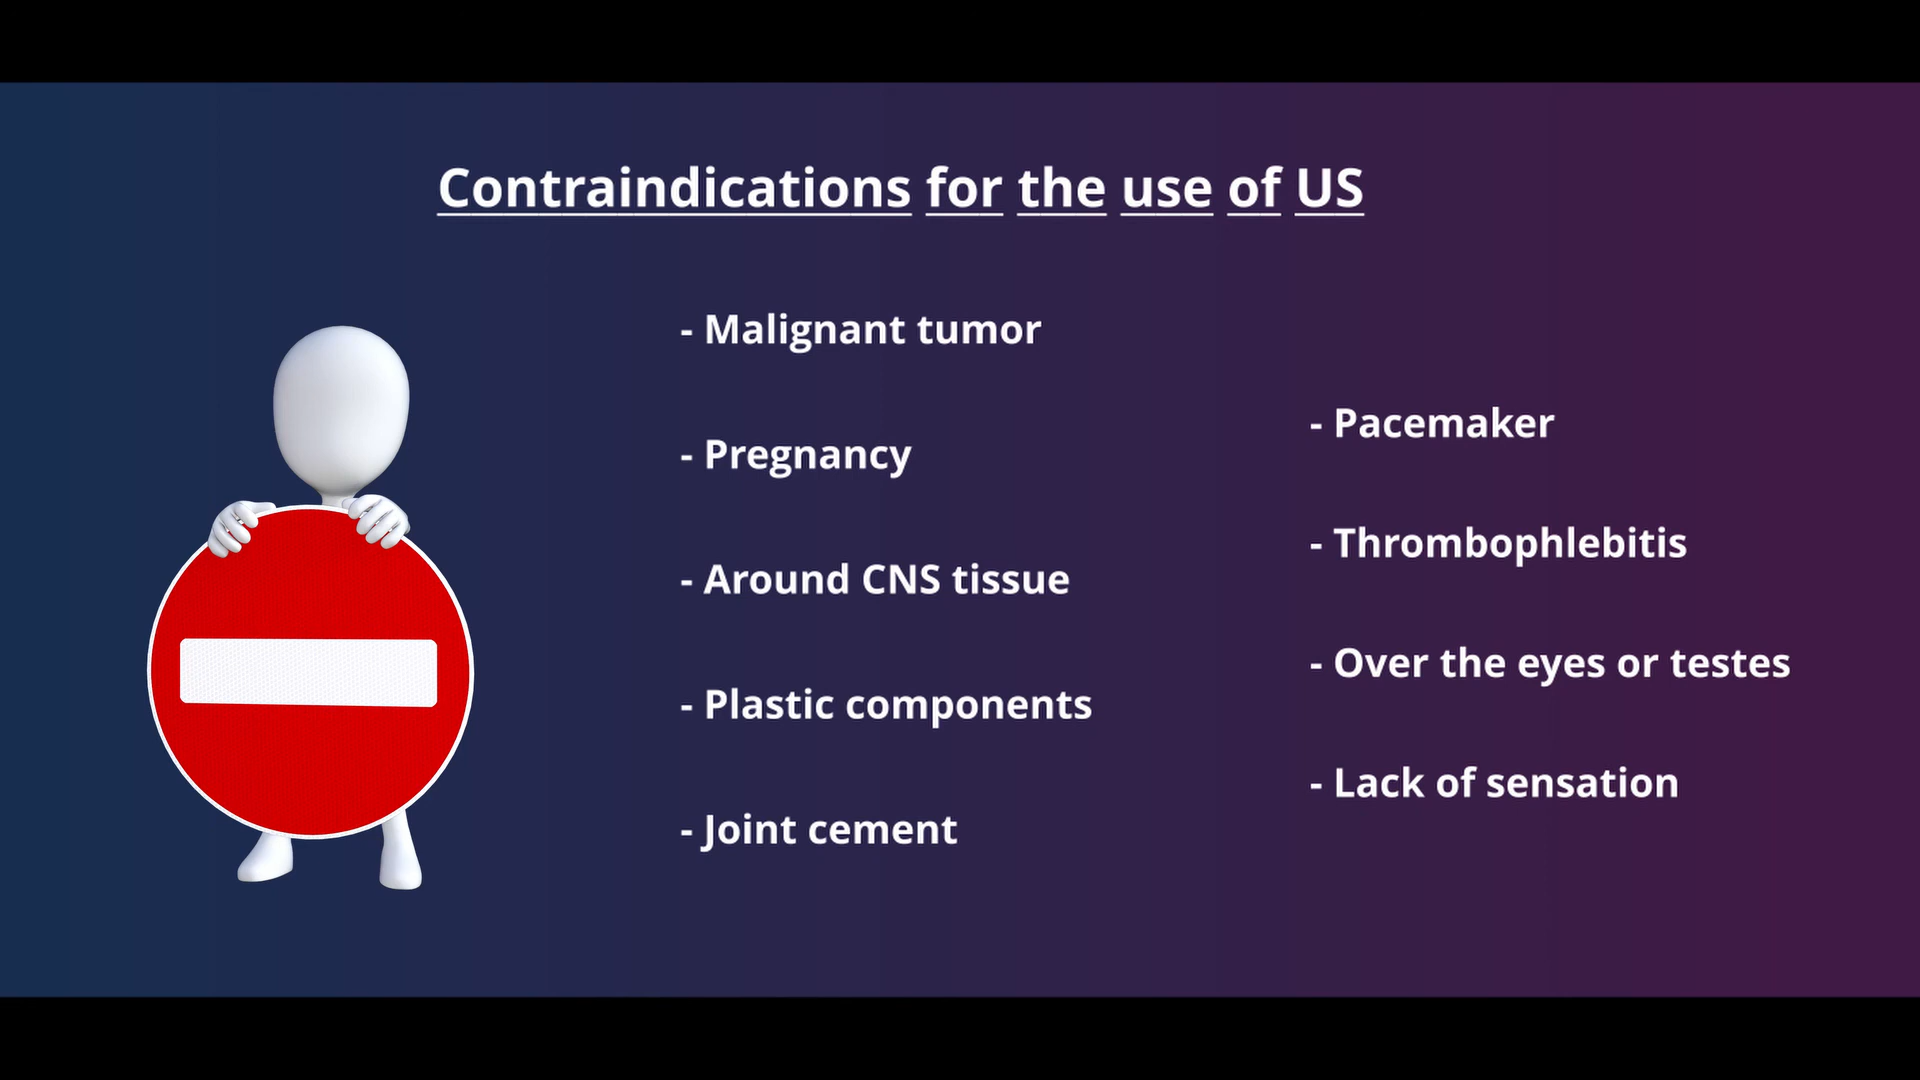 Contraindications for the use of US
- Malignant tumor
- Pregnancy
- Around CNS tissue
- Plastic components
- Joint cement
- Pacemaker
- Thrombophlebitis
- Over the eyes or testes
- Lack of sensation